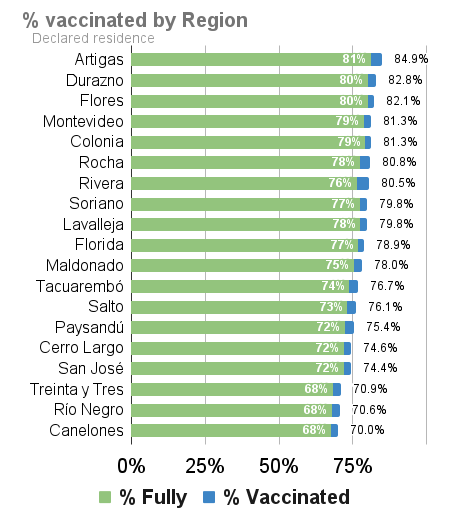 % vaccinated by Region
Declared residence
Artigas 81% 84.9%
Durazno 80% 82.8%
Flores 80% 82.1%
Montevideo 79% 81.3%
Colonia 79% 81.3%
Rocha 78% 80.8%
Rivera 76% 80.5%
Soriano 77% 79.8%
Lavalleja 78% 79.8%
Florida 77% 78.9%
Maldonado 75% 78.0%
Tacuarembó 74% 76.7%
Salto 73% 76.1%
Paysandú 72% 75.4%
Cerro Largo 72% 74.6%
San José 72% 74.4%
Treinta y Tres 68% 70.9%
Río Negro 68% 70.6%
Canelones 68% 70.0%
0% 25% 50% 75%
% Fully % Vaccinated